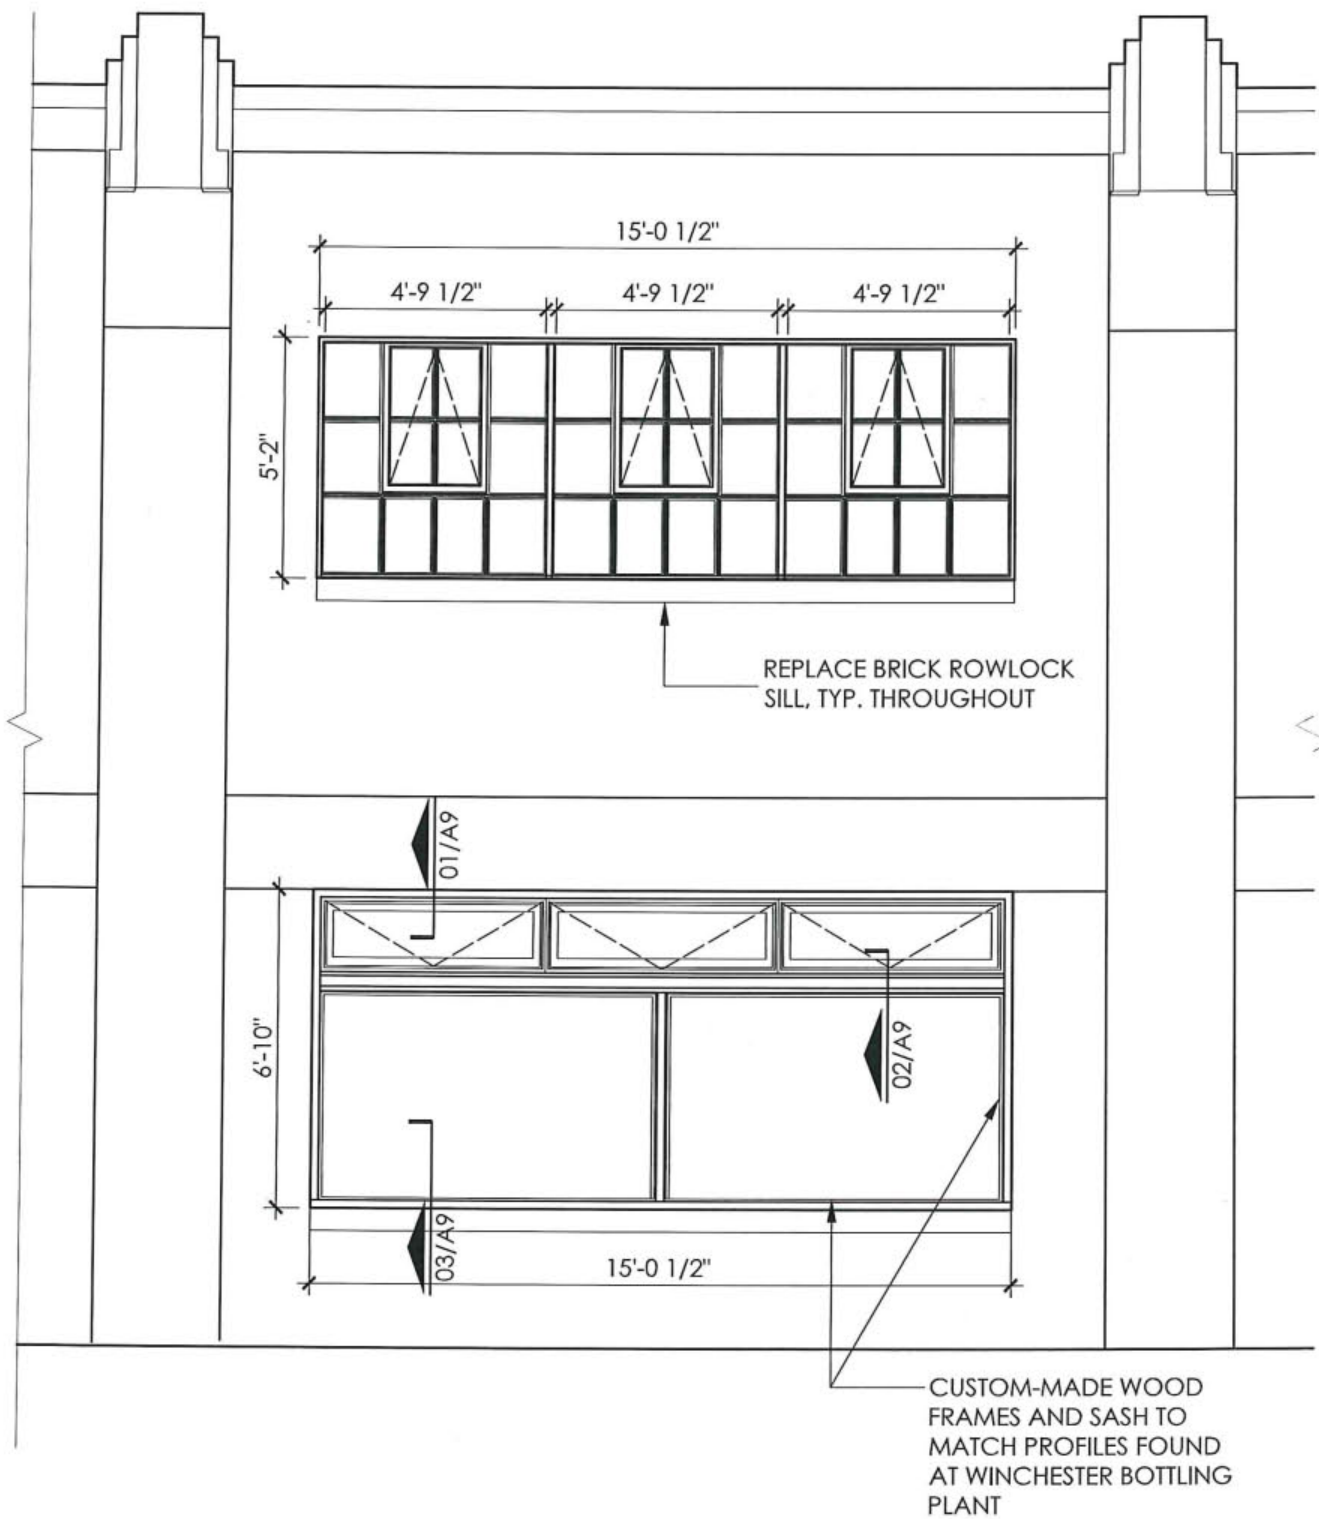 15'-0 1/2"
4'-9 1/2"
4'-9 1/2"
4'-9 1/2"
5'-2"
REPLACE BRICK ROWLOCK
SILL, TYP. THROUGHOUT
01/A9
6'-10"
02/A9
03/A9
15'-0 1/2"
CUSTOM-MADE WOOD
FRAMES AND SASH TO
MATCH PROFILES FOUND
AT WINCHESTER BOTTLING
PLANT